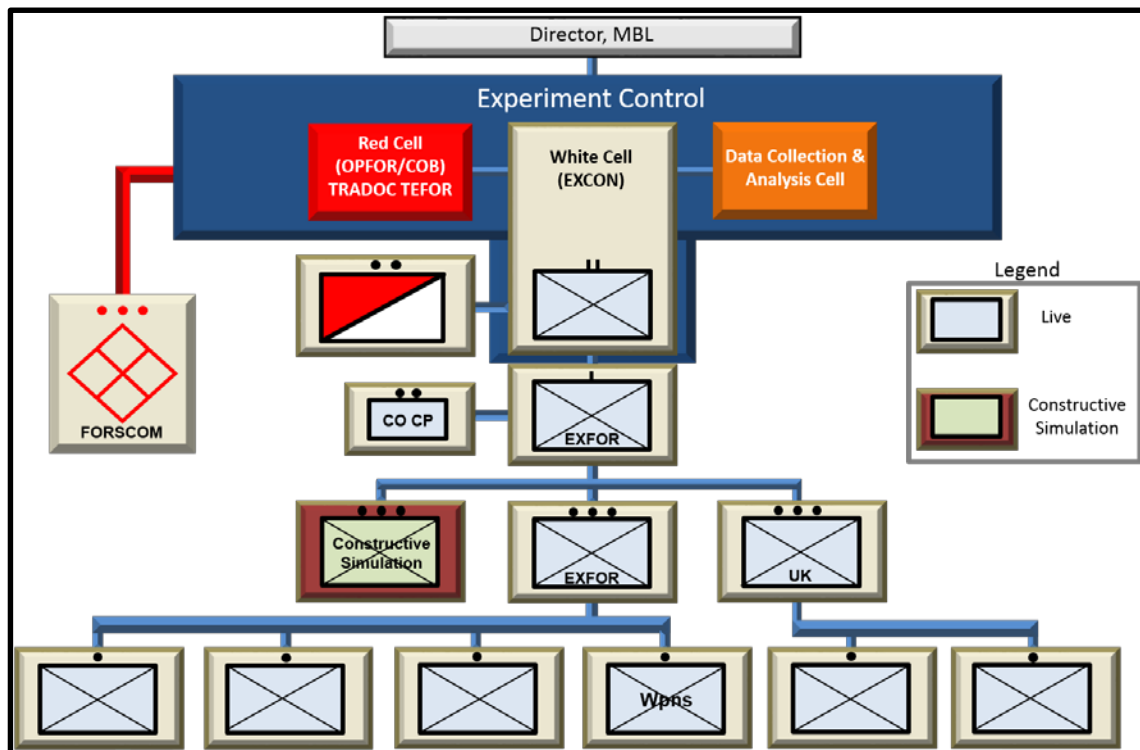 Director, MBL
Experiment Control
Red Cell
(OPFOR/COB)
TRADOC TEFOR
White Cell
(EXCON)
Data Collection &
Analysis Cell
Legend
Live
Constructive
Simulation
FORSCOM
CO CP
EXFOR
Constructive
Simulation
EXFOR
UK
Wpns